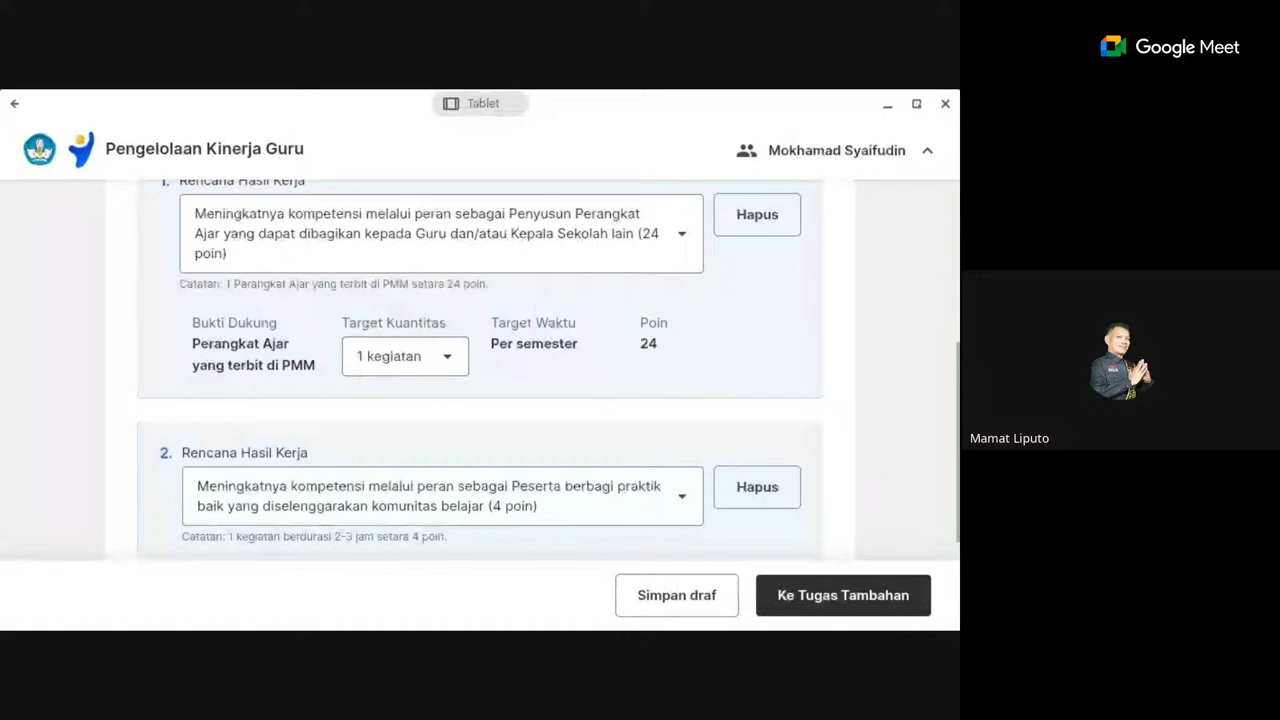 Google Meet
Tablet
Pengelolaan Kinerja Guru
Mokhamad Syaifudin
1. Rencana Hasil Kerja
Meningkatnya kompetensi melalui peran sebagai Penyusun Perangkat
Ajar yang dapat dibagikan kepada Guru dan/atau Kepala Sekolah lain (24
poin)
Hapus
Catatan: 1 Perangkat Ajar yang terbit di PMM setara 24 poin.
Bukti Dukung
Perangkat Ajar
yang terbit di PMM
Target Kuantitas
1 kegiatan
Target Waktu
Per semester
Poin
24
2. Rencana Hasil Kerja
Meningkatnya kompetensi melalui peran sebagai Peserta berbagi praktik
baik yang diselenggarakan komunitas belajar (4 poin)
Hapus
Catatan: 1 kegiatan berdurasi 2-3 jam setara 4 poin.
Simpan draf
Ke Tugas Tambahan
Mamat Liputo